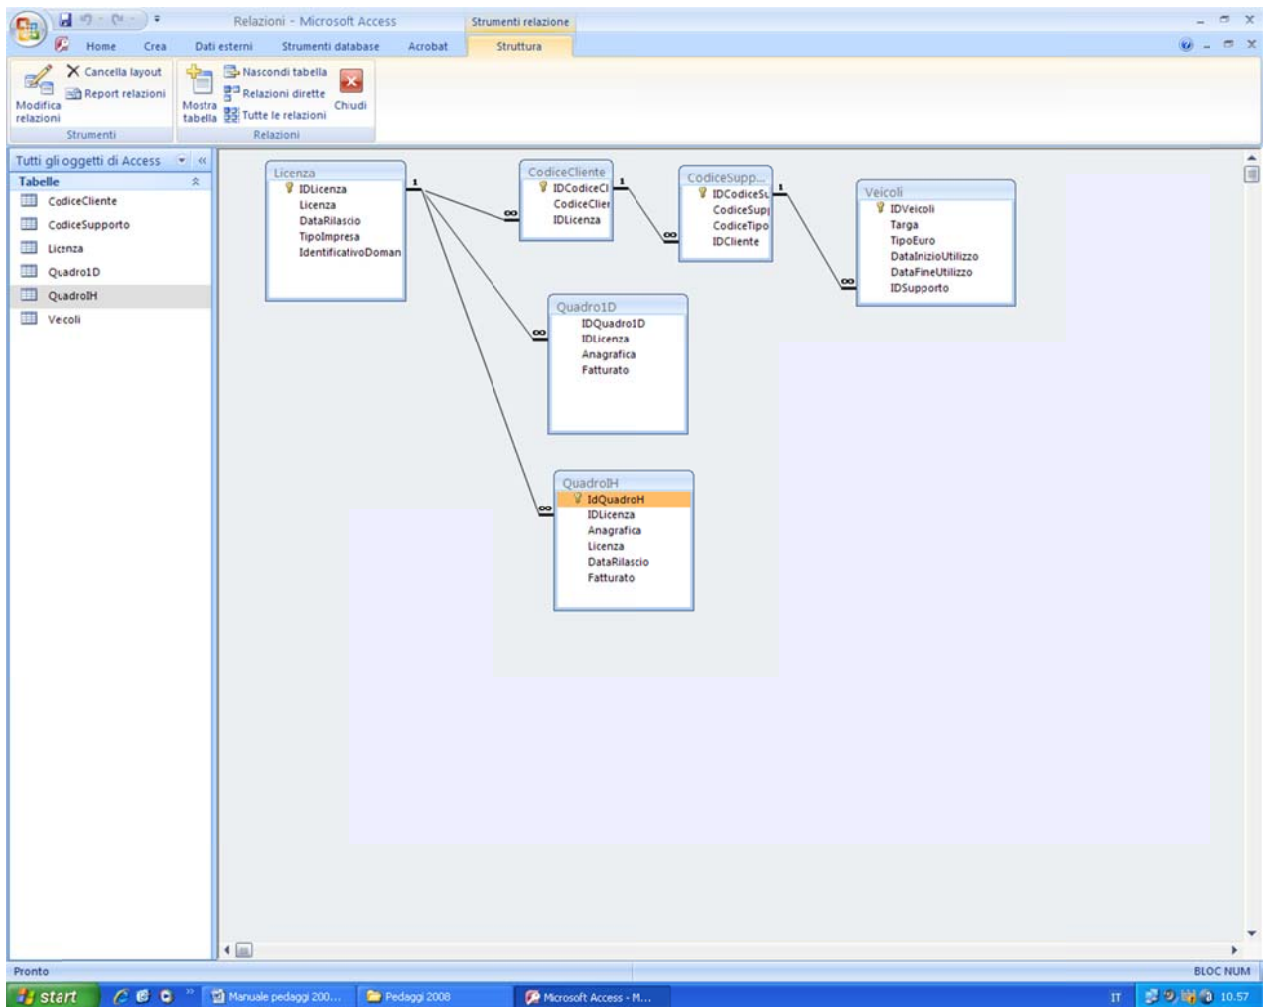 Relazioni - Microsoft Access
Strumenti relazione
Home Crea Dati esterni Strumenti database Acrobat Struttura
Modifica relazioni
Cancella layout
Report relazioni
Strumenti
Mostra tabella
Nascondi tabella
Relazioni dirette
Tutte le relazioni
Chiudi
Relazioni
Tutti gli oggetti di Access
Tabelle
CodiceCliente
CodiceSupporto
Licenza
Quadro1D
QuadroIH
Veicoli
Licenza
IDLicenza
Licenza
DataRilascio
TipoImpresa
IdentificativoDoman
1
∞
CodiceCliente
IDCodiceCl
CodiceClier
IDLicenza
1
∞
CodiceSupp...
IDCodiceSu
CodiceSupp
CodiceTipo
IDCliente
1
∞
Veicoli
IDVeicoli
Targa
TipoEuro
DataInizioUtilizzo
DataFineUtilizzo
IDSupporto
∞
Quadro1D
IDQuadro1D
IDLicenza
Anagrafica
Fatturato
∞
QuadroIH
IdQuadroH
IDLicenza
Anagrafica
Licenza
DataRilascio
Fatturato
Pronto
BLOC NUM
start
Manuale pedaggi 200...
Pedaggi 2008
Microsoft Access - M...
IT
10.57